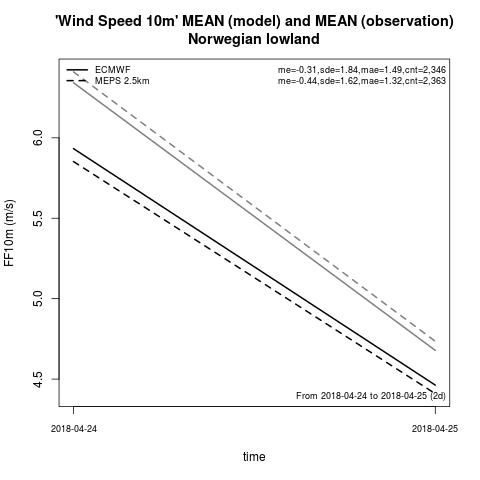 'Wind Speed 10m' MEAN (model) and MEAN (observation)
Norwegian lowland
ECMWF me=-0.31,sde=1.84,mae=1.49,cnt=2,346
MEPS 2.5km me=-0.44,sde=1.62,mae=1.32,cnt=2,363
6.0
5.5
FF10m (m/s)
5.0
4.5
From 2018-04-24 to 2018-04-25 (2d)
2018-04-24 2018-04-25
time